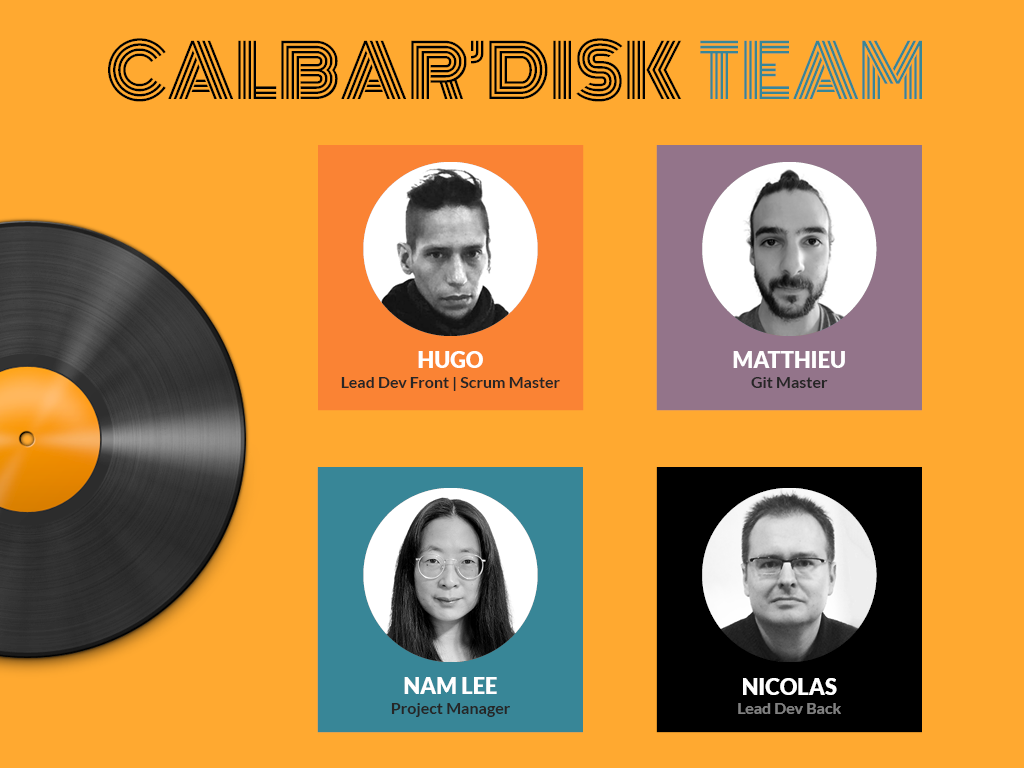 CALBAR'DISK TEAM
HUGO
Lead Dev Front | Scrum Master
MATTHIEU
Git Master
NAM LEE
Project Manager
NICOLAS
Lead Dev Back